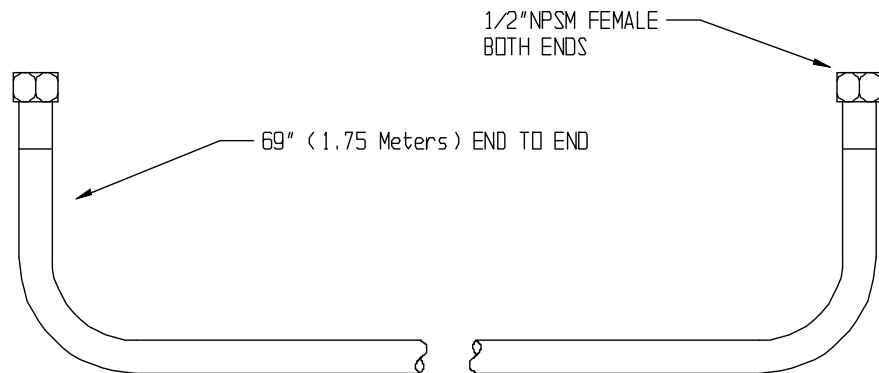 1/2"NPSM FEMALE
BOTH ENDS
69" (1.75 Meters) END TO END